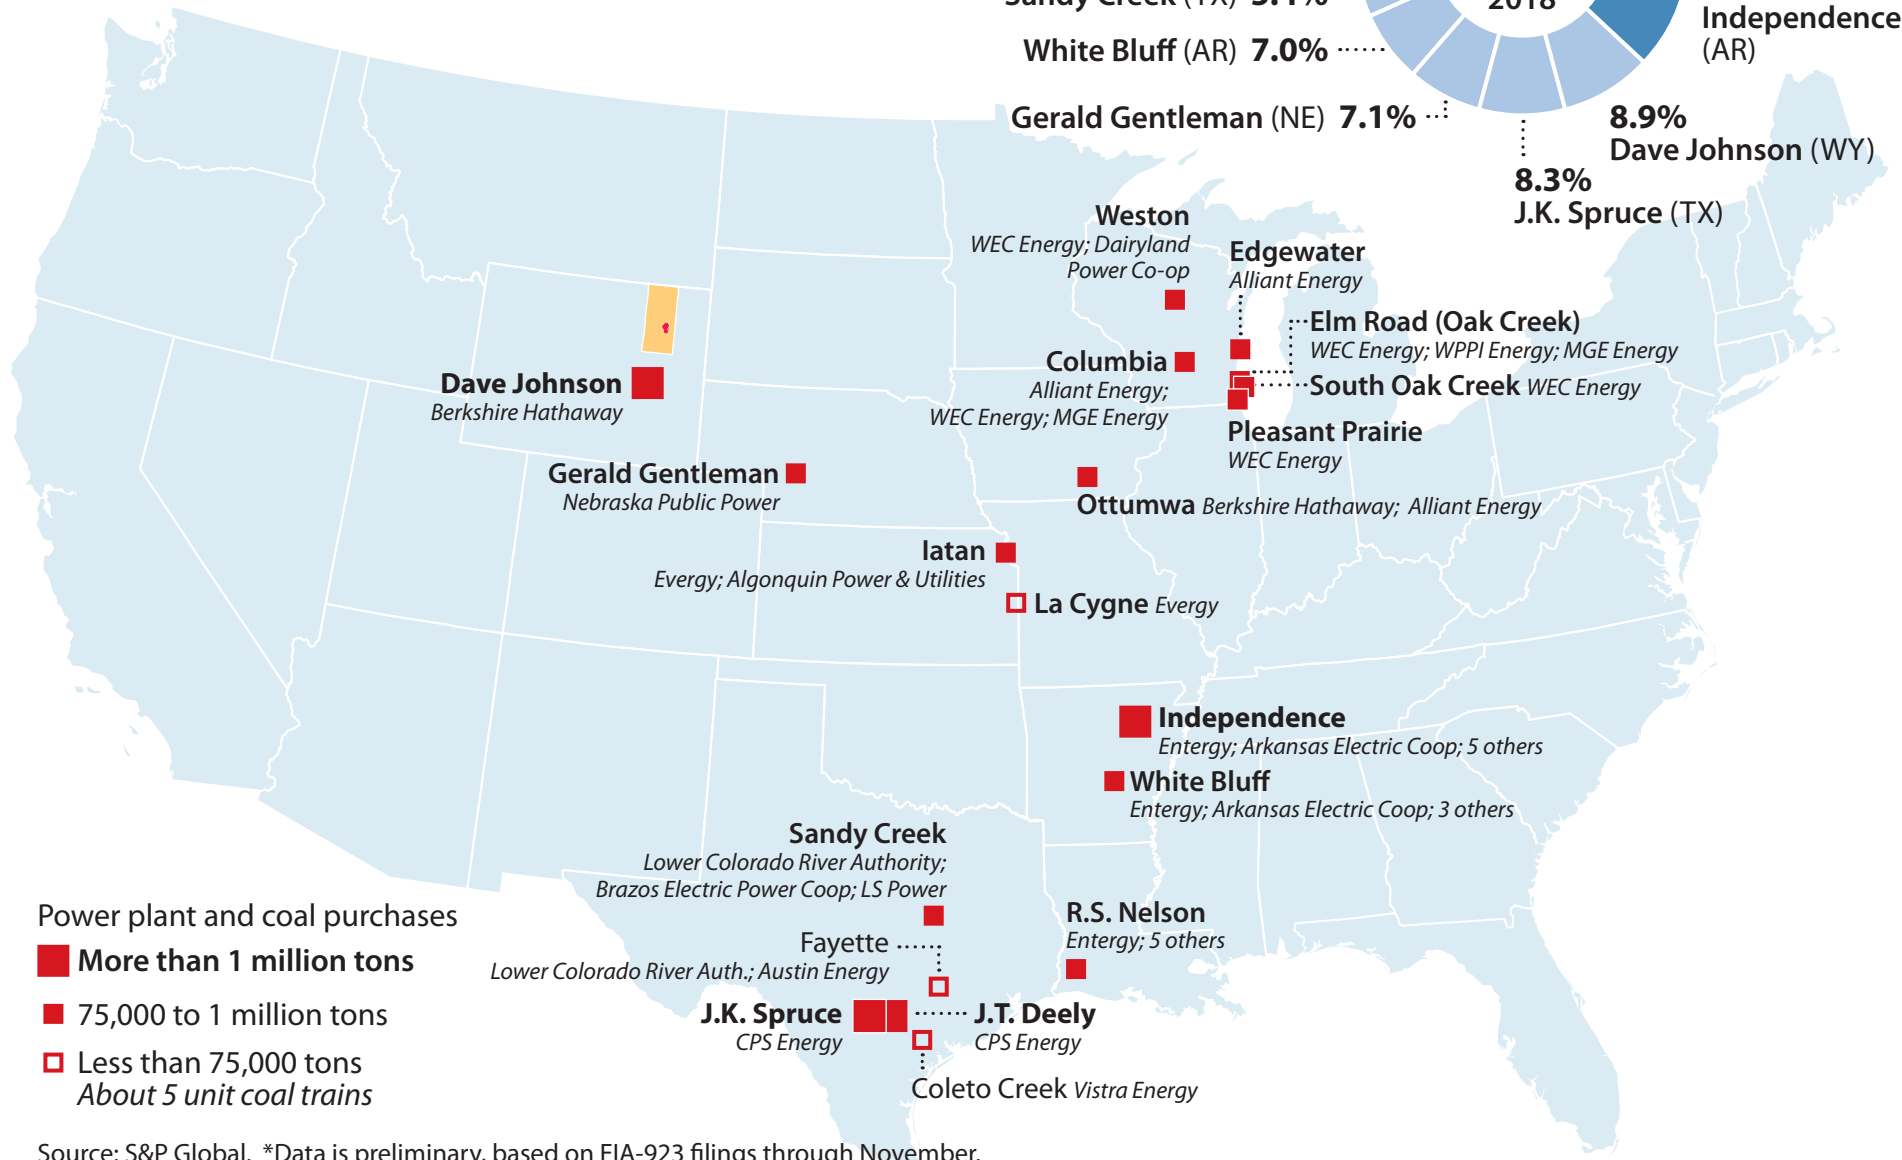 Sandy Creek (TX)
2018
Independence
(AR)
White Bluff (AR) 7.0%
Gerald Gentleman (NE) 7.1%
8.9%
Dave Johnson (WY)
8.3%
J.K. Spruce (TX)
Weston
WEC Energy; Dairyland
Power Co-op
Edgewater
Alliant Energy
Elm Road (Oak Creek)
WEC Energy; WPPI Energy; MGE Energy
Columbia
Alliant Energy;
WEC Energy; MGE Energy
South Oak Creek WEC Energy
Dave Johnson
Berkshire Hathaway
Pleasant Prairie
WEC Energy
Gerald Gentleman
Nebraska Public Power
Ottumwa Berkshire Hathaway; Alliant Energy
Iatan
Evergy; Algonquin Power & Utilities
La Cygne Evergy
Independence
Entergy; Arkansas Electric Coop; 5 others
White Bluff
Entergy; Arkansas Electric Coop; 3 others
Sandy Creek
Lower Colorado River Authority;
Brazos Electric Power Coop; LS Power
R.S. Nelson
Entergy; 5 others
Fayette
Lower Colorado River Auth.; Austin Energy
J.K. Spruce
CPS Energy
J.T. Deely
CPS Energy
Coleto Creek Vistra Energy
Power plant and coal purchases
More than 1 million tons
75,000 to 1 million tons
Less than 75,000 tons
About 5 unit coal trains
Source: S&P Global. *Data is preliminary, based on EIA-923 filings through November.